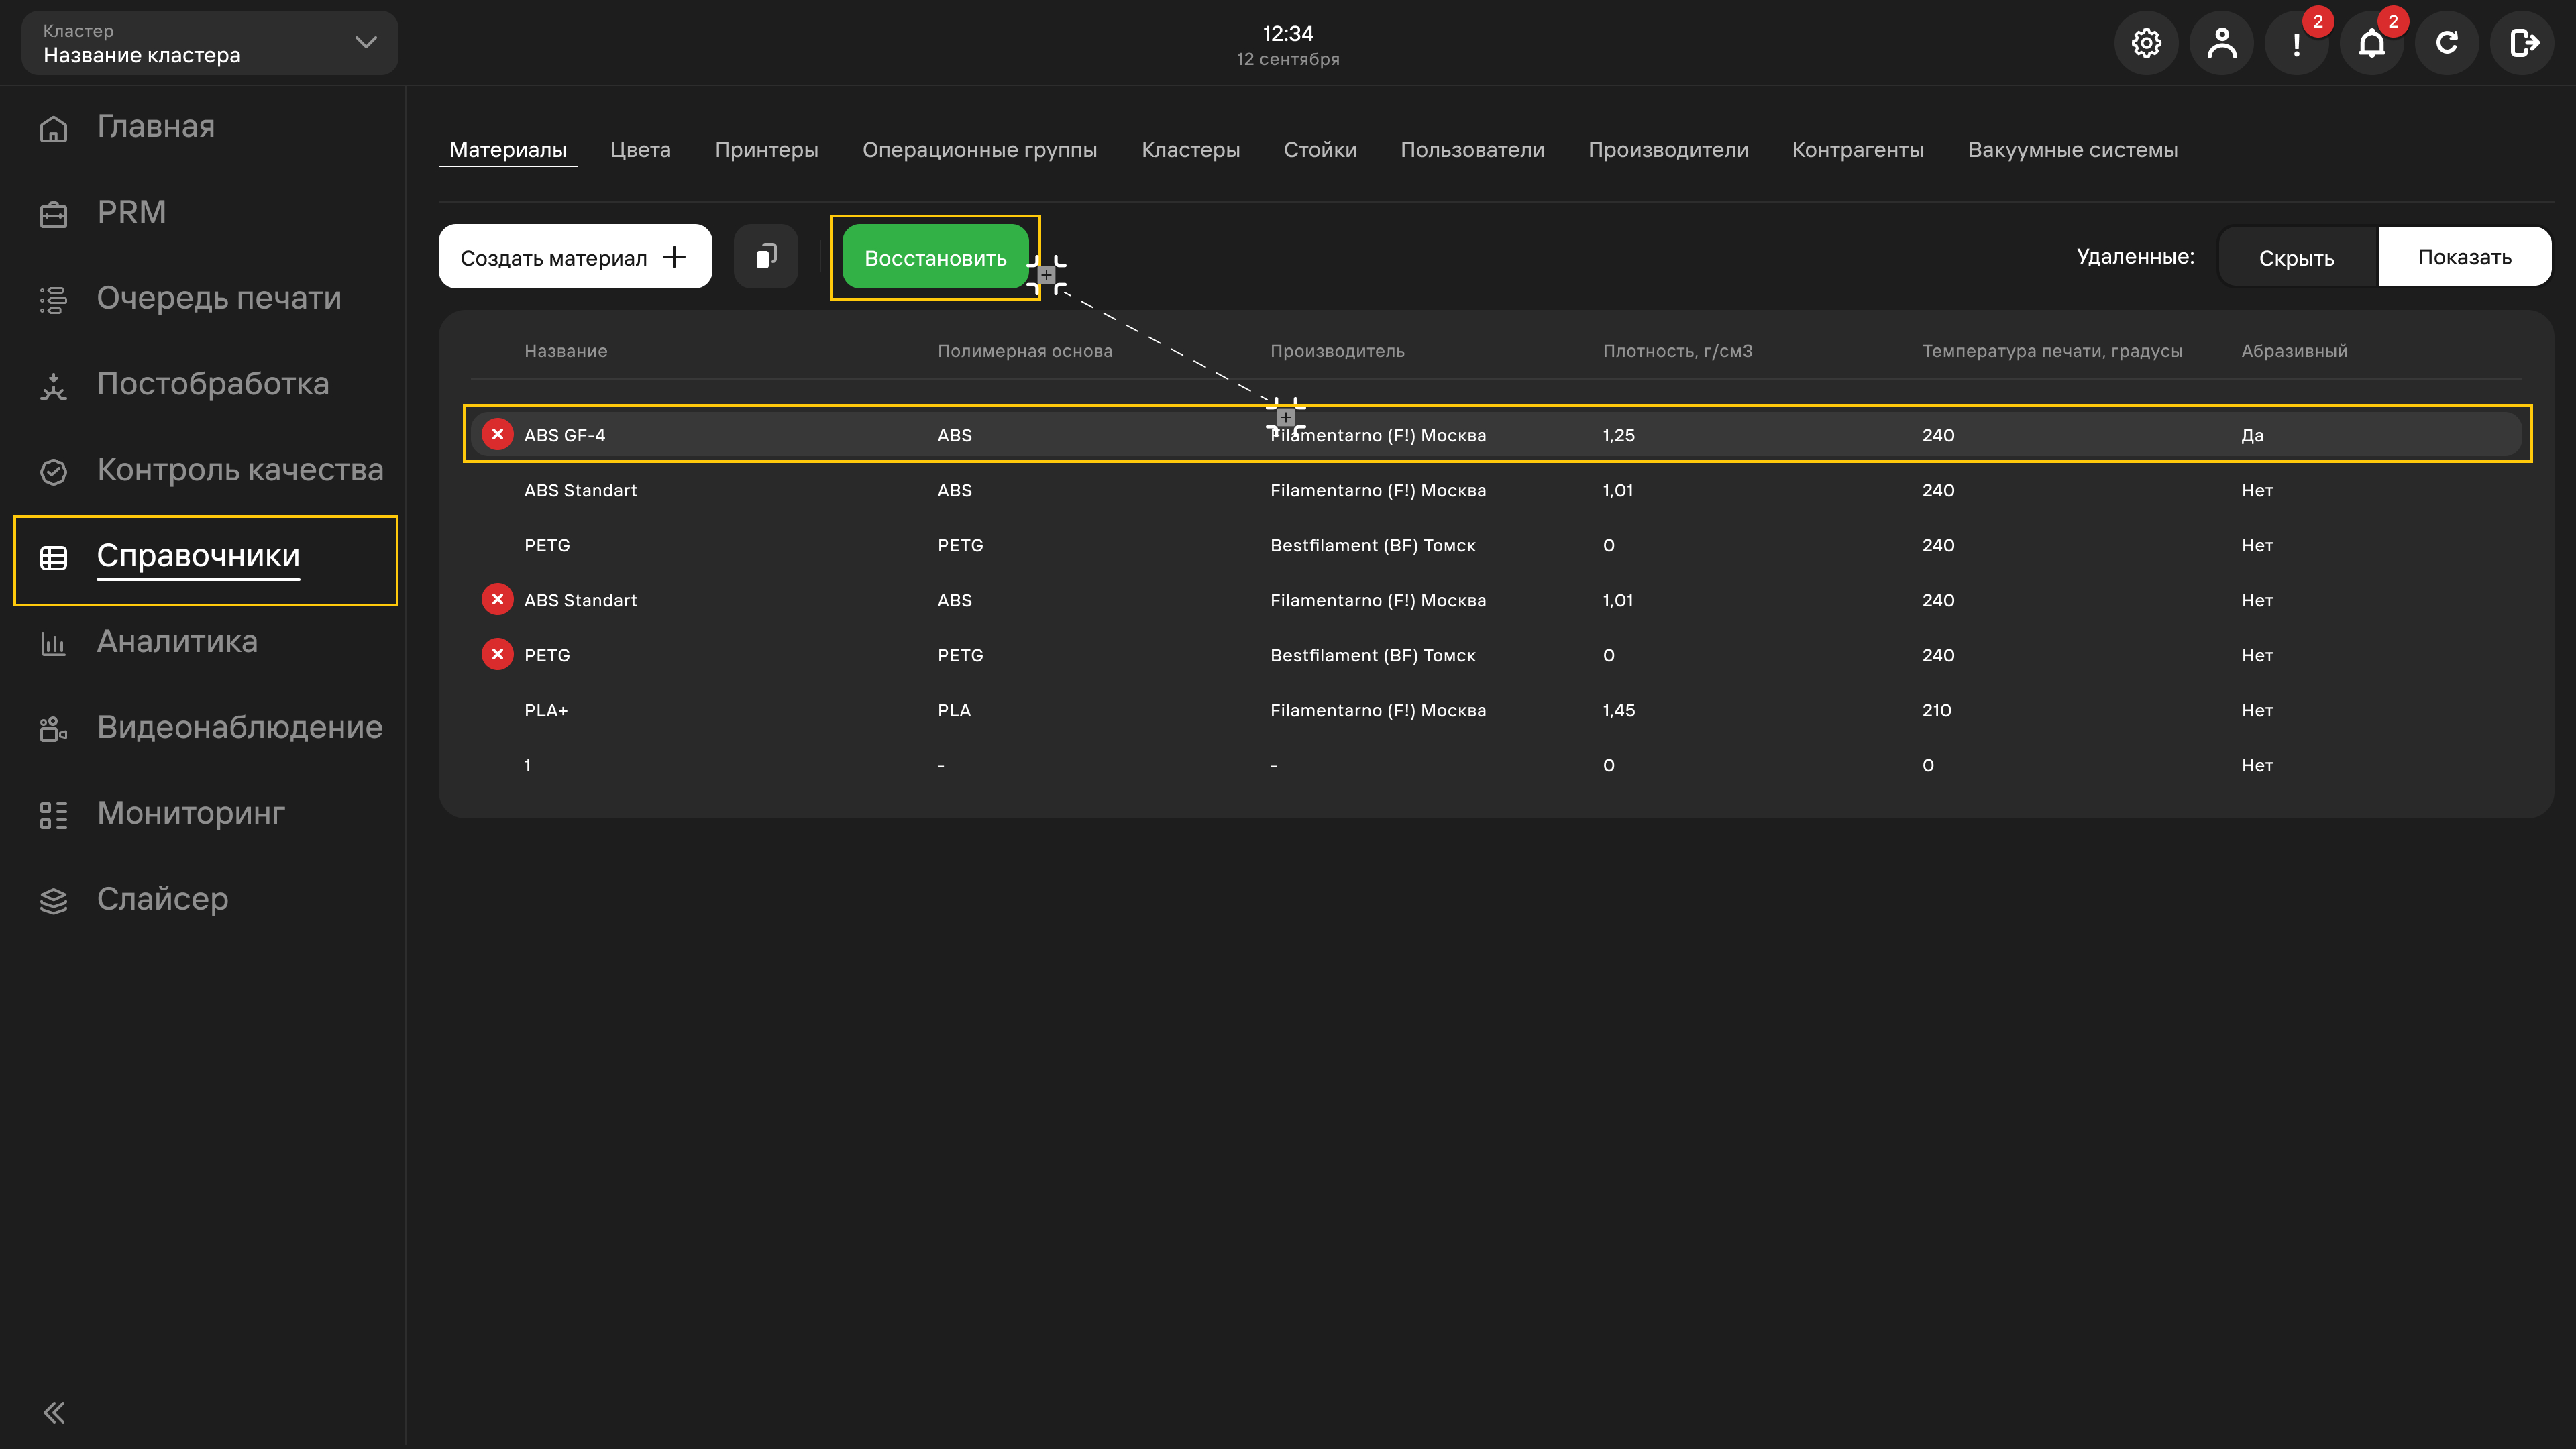 Кластер
Название кластера
12:34
12 сентября
2
2
Главная
PRM
Очередь печати
Постобработка
Контроль качества
Справочники
Аналитика
Видеонаблюдение
Мониторинг
Слайсер
Материалы Цвета Принтеры Операционные группы Кластеры Стойки Пользователи Производители Контрагенты Вакуумные системы
Создать материал
Восстановить
Удаленные: Скрыть Показать
Название Полимерная основа Производитель Плотность, г/см3 Температура печати, градусы Абразивный
ABS GF-4 ABS Filamentarno (F!) Москва 1,25 240 Да
ABS Standart ABS Filamentarno (F!) Москва 1,01 240 Нет
PETG PETG Bestfilament (BF) Томск 0 240 Нет
ABS Standart ABS Filamentarno (F!) Москва 1,01 240 Нет
PETG PETG Bestfilament (BF) Томск 0 240 Нет
PLA+ PLA Filamentarno (F!) Москва 1,45 210 Нет
1 - - 0 0 Нет